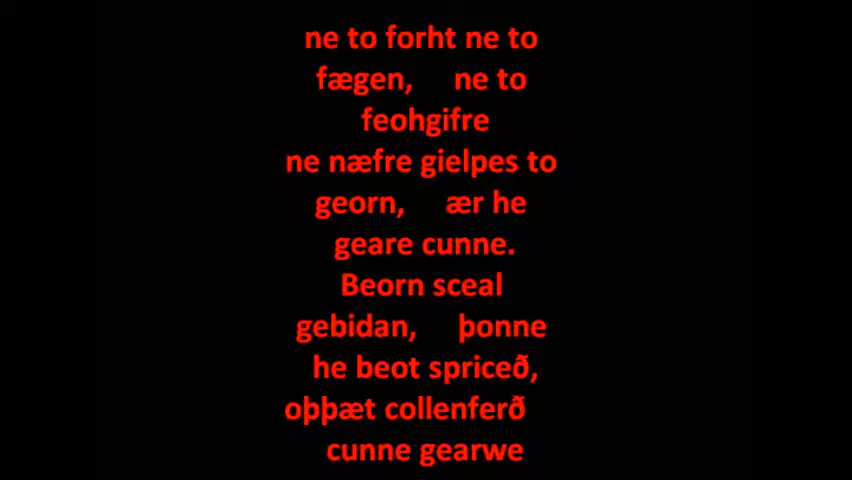 ne to forht ne to
fægen, ne to
feohgifre
ne næfre gielpes to
georn, ær he
geare cunne.
Beorn sceal
gebidan, þonne
he beot spriceð,
oþþæt collenferð
cunne gearwe